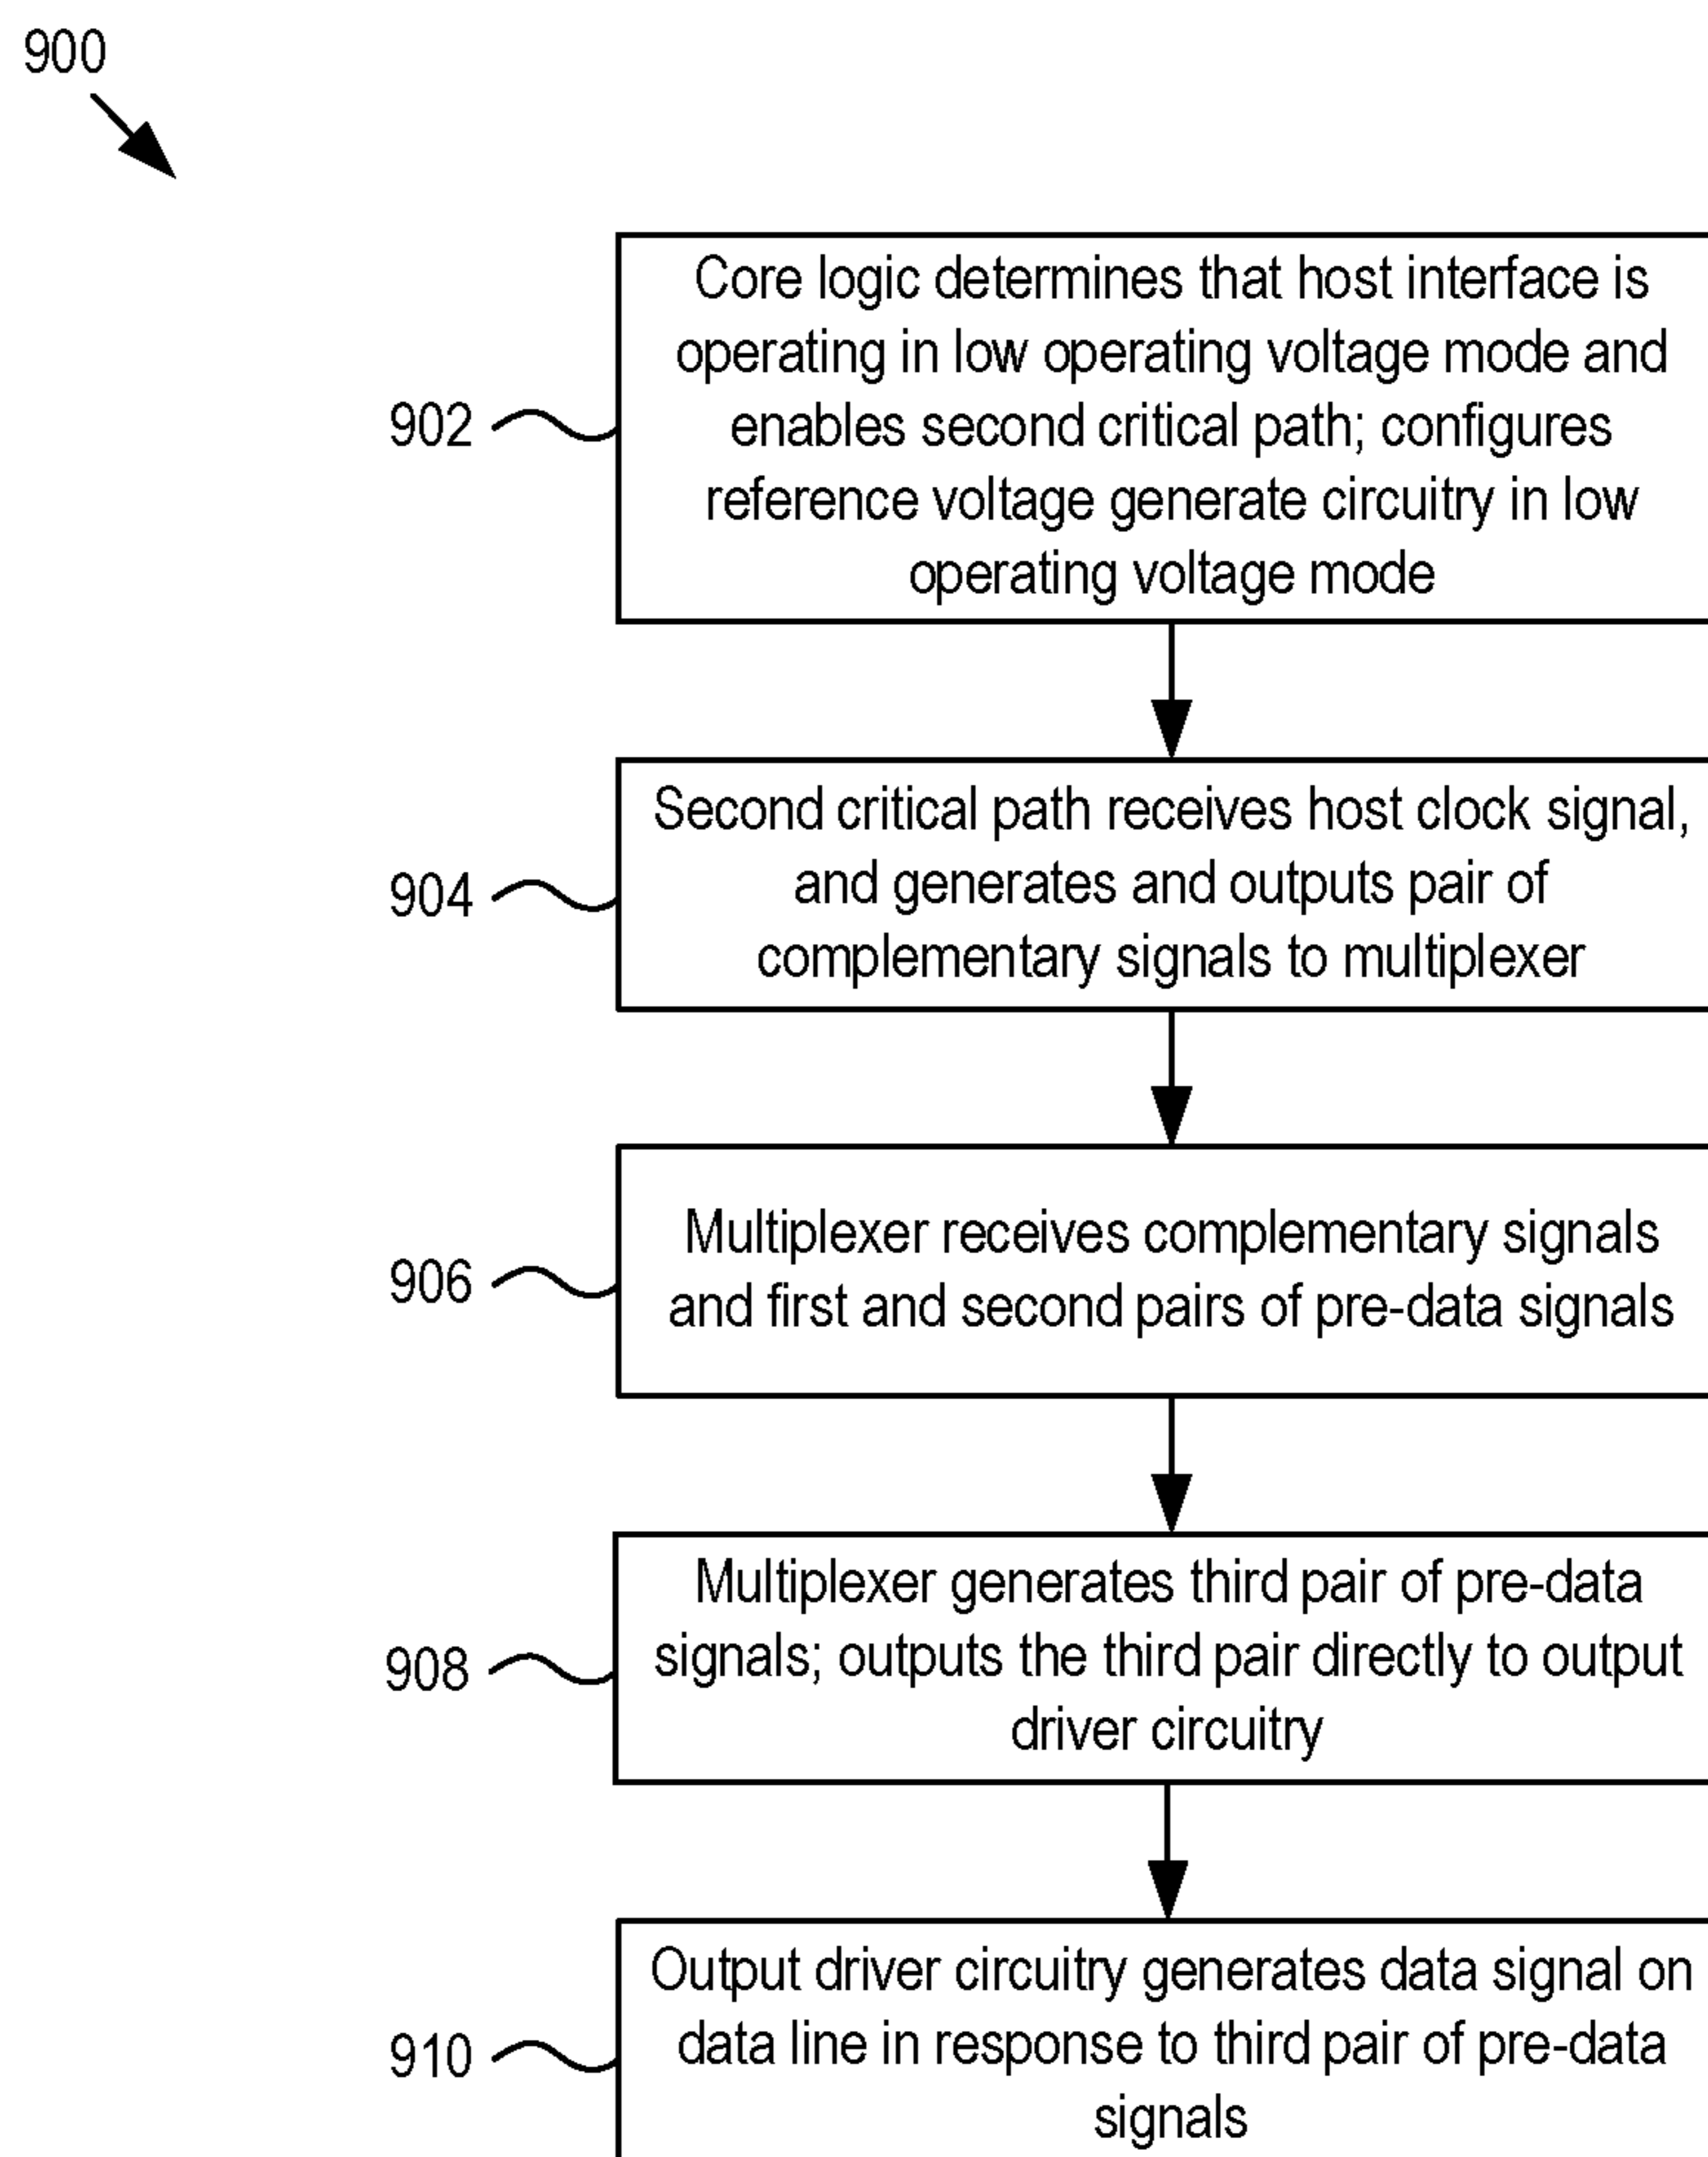 900
Core logic determines that host interface is
operating in low operating voltage mode and
enables second critical path; configures
reference voltage generate circuitry in low
operating voltage mode
902
Second critical path receives host clock signal,
and generates and outputs pair of
complementary signals to multiplexer
904
Multiplexer receives complementary signals
and first and second pairs of pre-data signals
906
Multiplexer generates third pair of pre-data
signals; outputs the third pair directly to output
driver circuitry
908
Output driver circuitry generates data signal on
data line in response to third pair of pre-data
signals
910